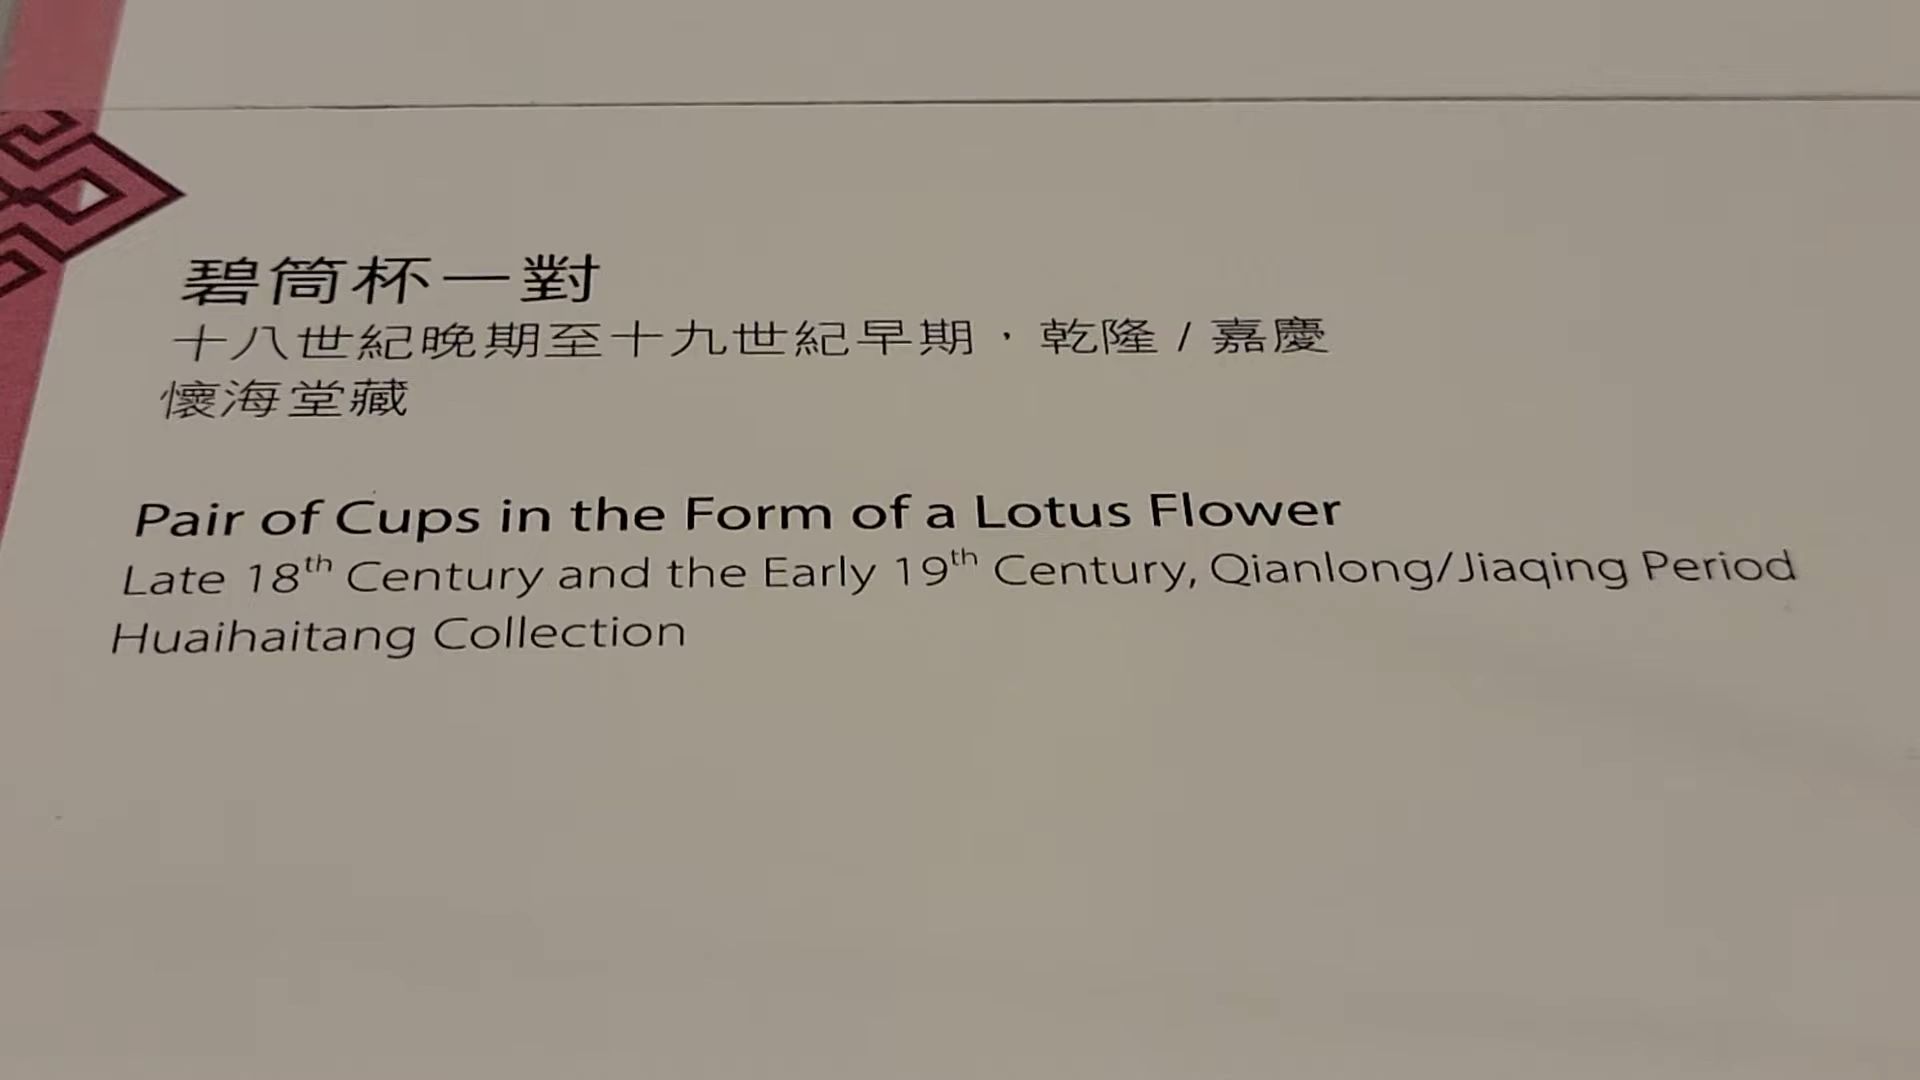 碧筒杯一對
十八世紀晚期至十九世紀早期，乾隆 / 嘉慶
懷海堂藏
Pair of Cups in the Form of a Lotus Flower
Late 18th Century and the Early 19th Century, Qianlong/Jiaqing Period
Huaihaitang Collection